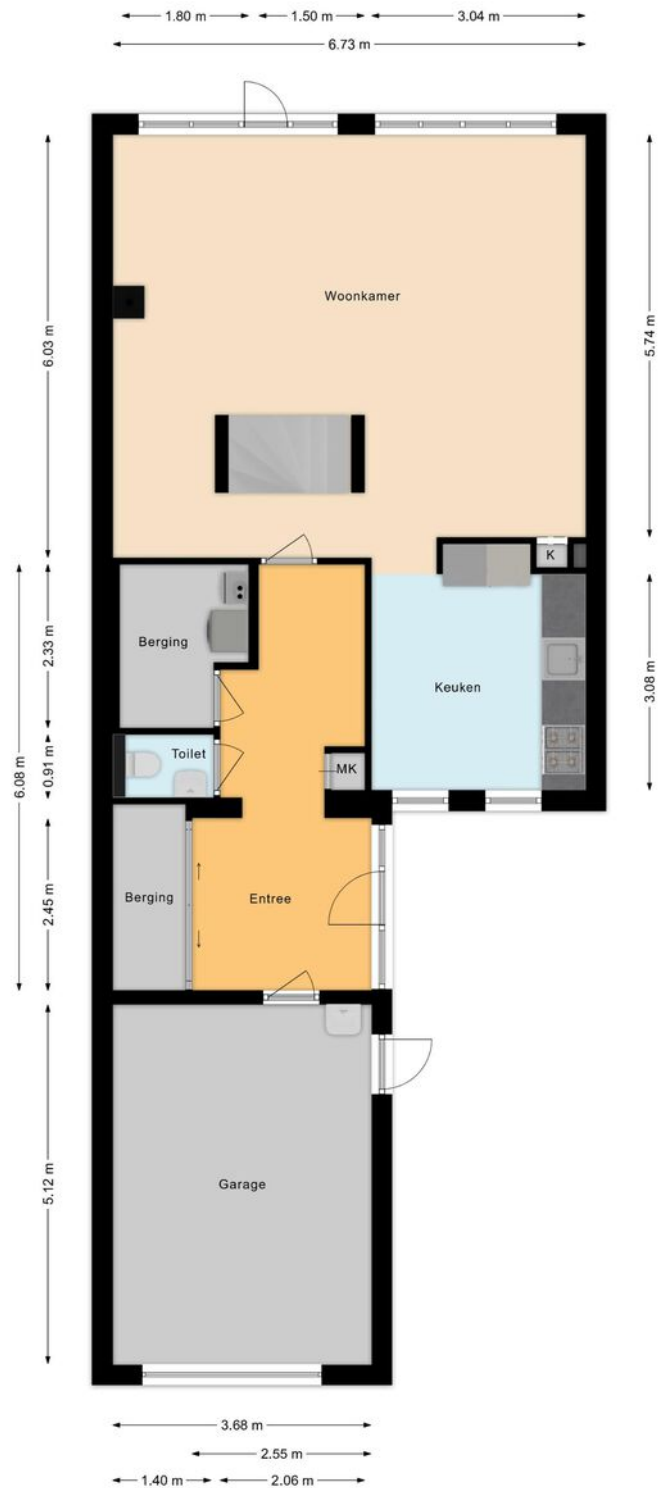 1.80 m
1.50 m
3.04 m
6.73 m
Woonkamer
6.03 m
5.74 m
K
Berging
2.33 m
Keuken
3.08 m
Toilet
0.91 m
MK
6.08 m
Berging
Entree
2.45 m
Garage
5.12 m
3.68 m
2.55 m
1.40 m
2.06 m